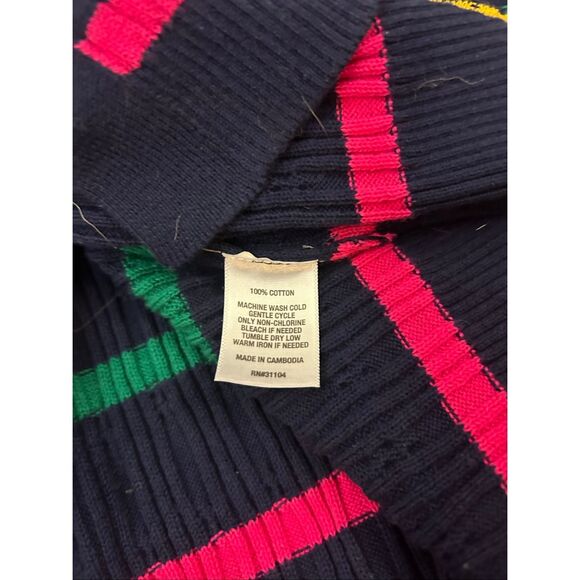 100% COTTON
MACHINE WASH COLD
GENTLE CYCLE
ONLY NON-CHLORINE
BLEACH IF NEEDED
TUMBLE DRY LOW
WARM IRON IF NEEDED
MADE IN CAMBODIA
RN#31104